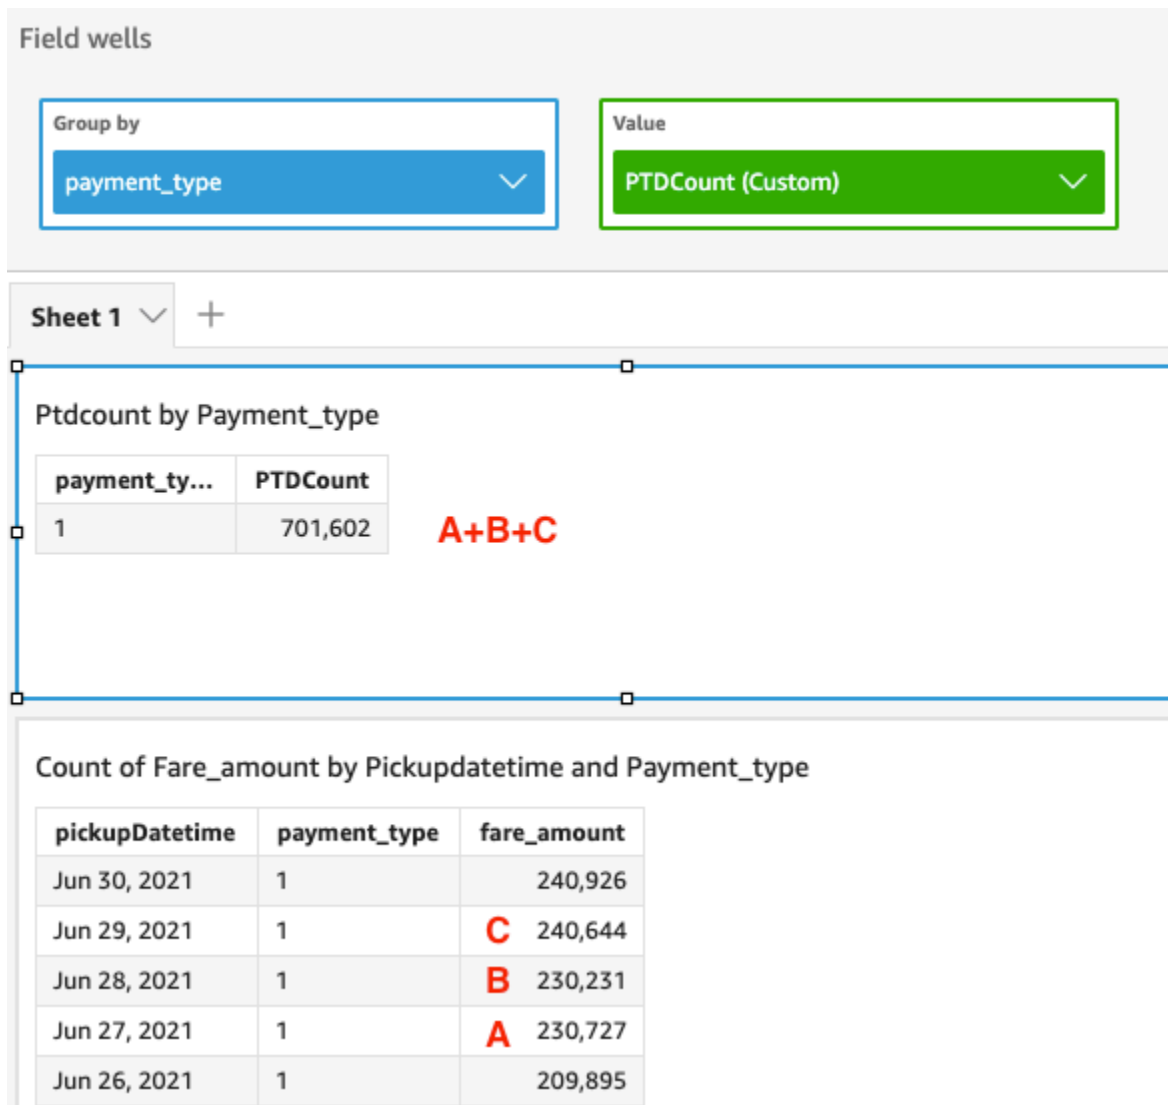 Field wells
Group by
payment_type
Value
PTDCount (Custom)
Sheet 1 +
Ptdcount by Payment_type
payment_ty... PTDCount
1 701,602 A+B+C
Count of Fare_amount by Pickupdatetime and Payment_type
pickupDatetime payment_type fare_amount
Jun 30, 2021 1 240,926
Jun 29, 2021 1 C 240,644
Jun 28, 2021 1 B 230,231
Jun 27, 2021 1 A 230,727
Jun 26, 2021 1 209,895